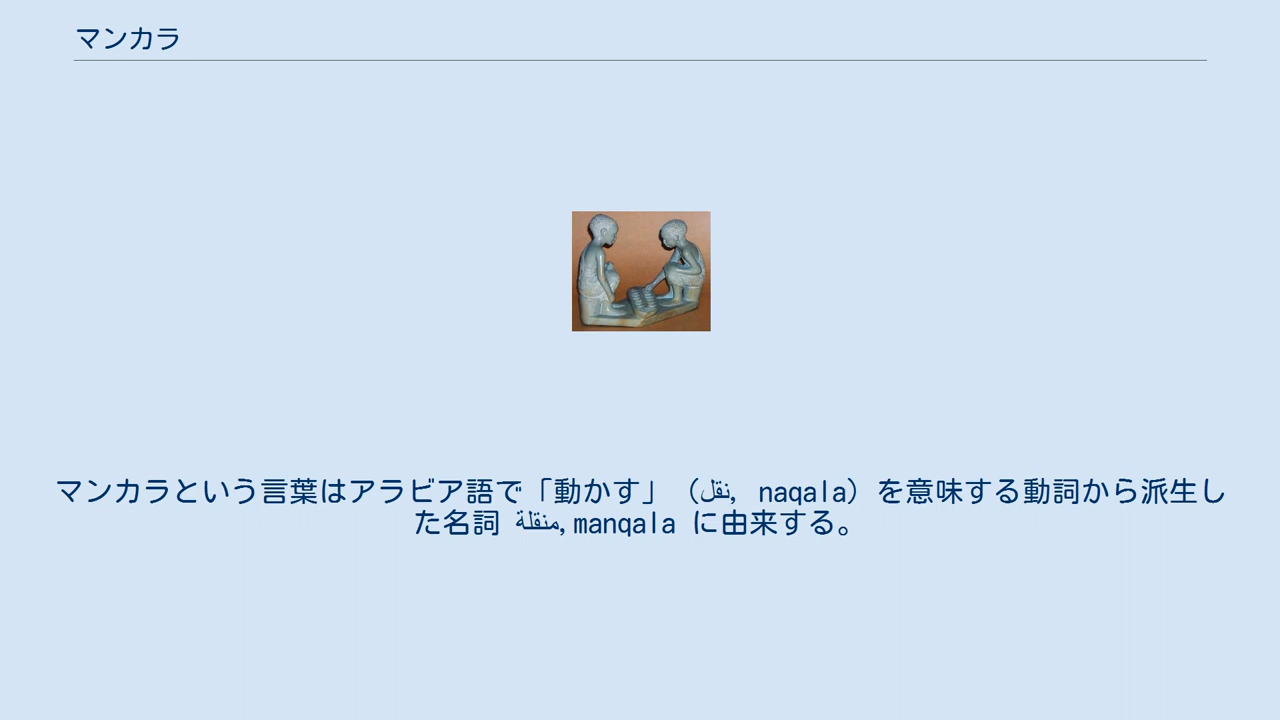 マンカラ
マンカラという言葉はアラビア語で「動かす」（نقل, naqala）を意味する動詞から派生し
た名詞 منقلة, manqala に由来する。